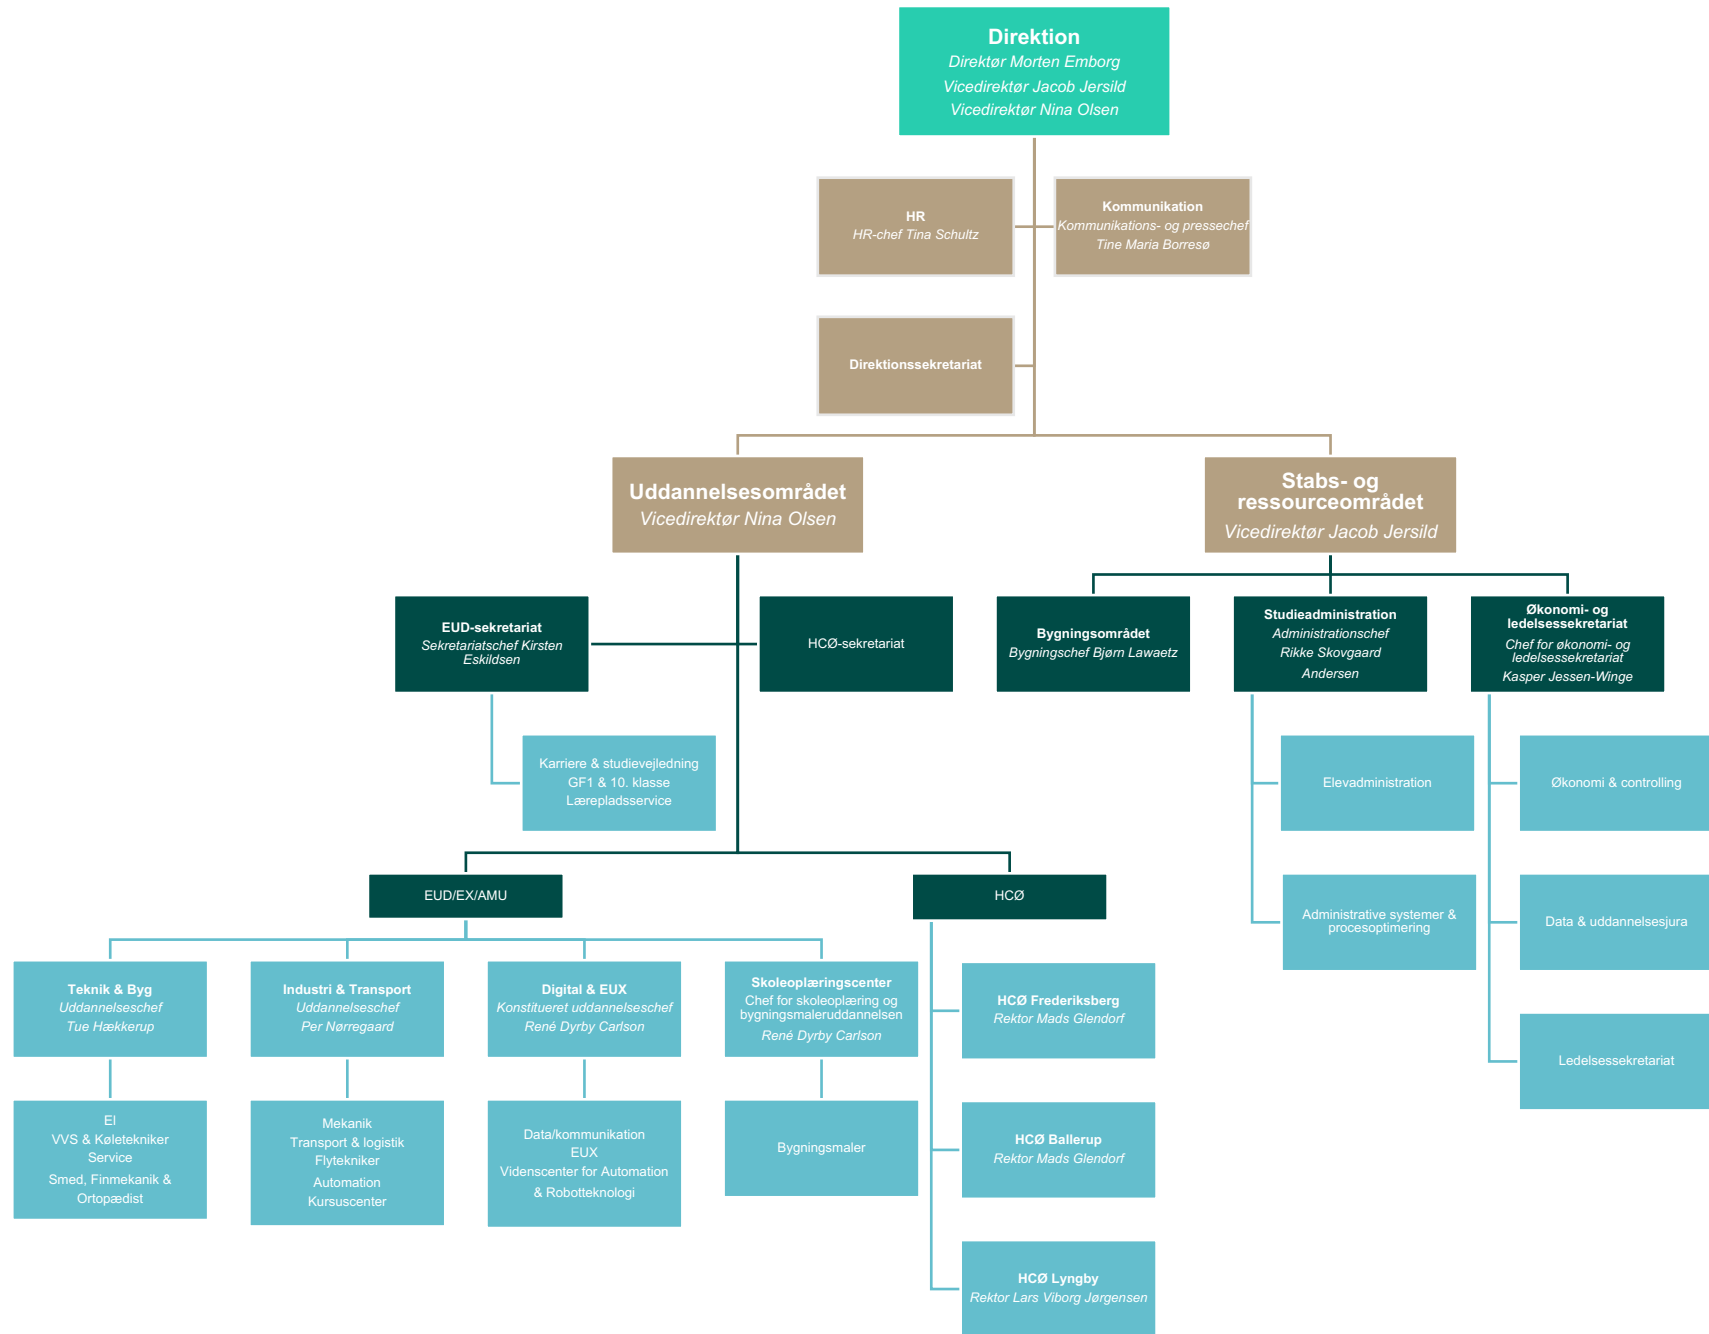 Direktion
Direktør Morten Emborg
Vicedirektør Jacob Jersild
Vicedirektør Nina Olsen
HR
HR-chef Tina Schultz
Kommunikation
Kommunikations- og pressechef
Tine Maria Borresø
Direktionssekretariat
Uddannelsesområdet
Vicedirektør Nina Olsen
Stabs- og
ressourceområdet
Vicedirektør Jacob Jersild
EUD-sekretariat
Sekretariatschef Kirsten
Eskildsen
HCØ-sekretariat
Bygningsområdet
Bygningschef Bjørn Lawaetz
Studieadministration
Administrationschef
Rikke Skovgaard
Andersen
Økonomi- og
ledelsessekretariat
Chef for økonomi- og
ledelsessekretariat
Kasper Jessen-Winge
Karriere & studievejledning
GF1 & 10. klasse
Lærepladsservice
Elevadministration
Økonomi & controlling
EUD/EX/AMU
HCØ
Administrative systemer &
procesoptimering
Data & uddannelsesjura
Teknik & Byg
Uddannelseschef
Tue Hækkerup
Industri & Transport
Uddannelseschef
Per Nørregaard
Digital & EUX
Konstitueret uddannelseschef
René Dyrby Carlson
Skoleoplæringscenter
Chef for skoleoplæring og
bygningsmaleruddannelsen
René Dyrby Carlson
HCØ Frederiksberg
Rektor Mads Glendorf
Ledelsessekretariat
El
VVS & Køletekniker
Service
Smed, Finmekanik &
Ortopædist
Mekanik
Transport & logistik
Flytekniker
Automation
Kursuscenter
Data/kommunikation
EUX
Videnscenter for Automation
& Robotteknologi
Bygningsmaler
HCØ Ballerup
Rektor Mads Glendorf
HCØ Lyngby
Rektor Lars Viborg Jørgensen